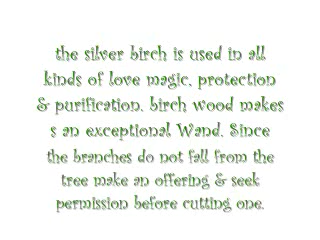 the silver birch is used in all
kinds of love magic, protection
& purification. birch wood makes
s an exceptional Wand. Since
the branches do not fall from the
tree make an offering & seek
permission before cutting one.